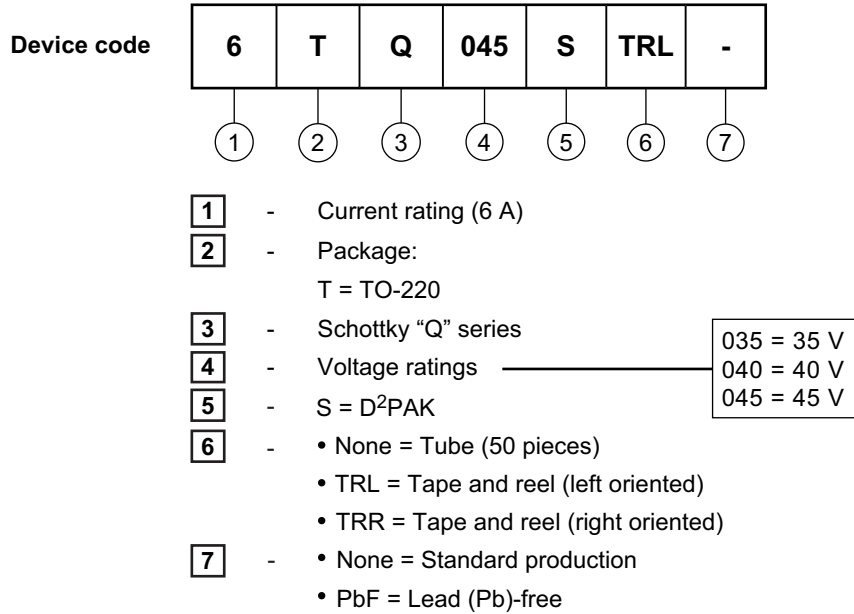 Device code 6 T Q 045 S TRL -
1 2 3 4 5 6 7
1 - Current rating (6 A)
2 - Package:
T = TO-220
3 - Schottky “Q” series
4 - Voltage ratings
035 = 35 V
040 = 40 V
045 = 45 V
5 - S = D²PAK
6 - • None = Tube (50 pieces)
• TRL = Tape and reel (left oriented)
• TRR = Tape and reel (right oriented)
7 - • None = Standard production
• PbF = Lead (Pb)-free